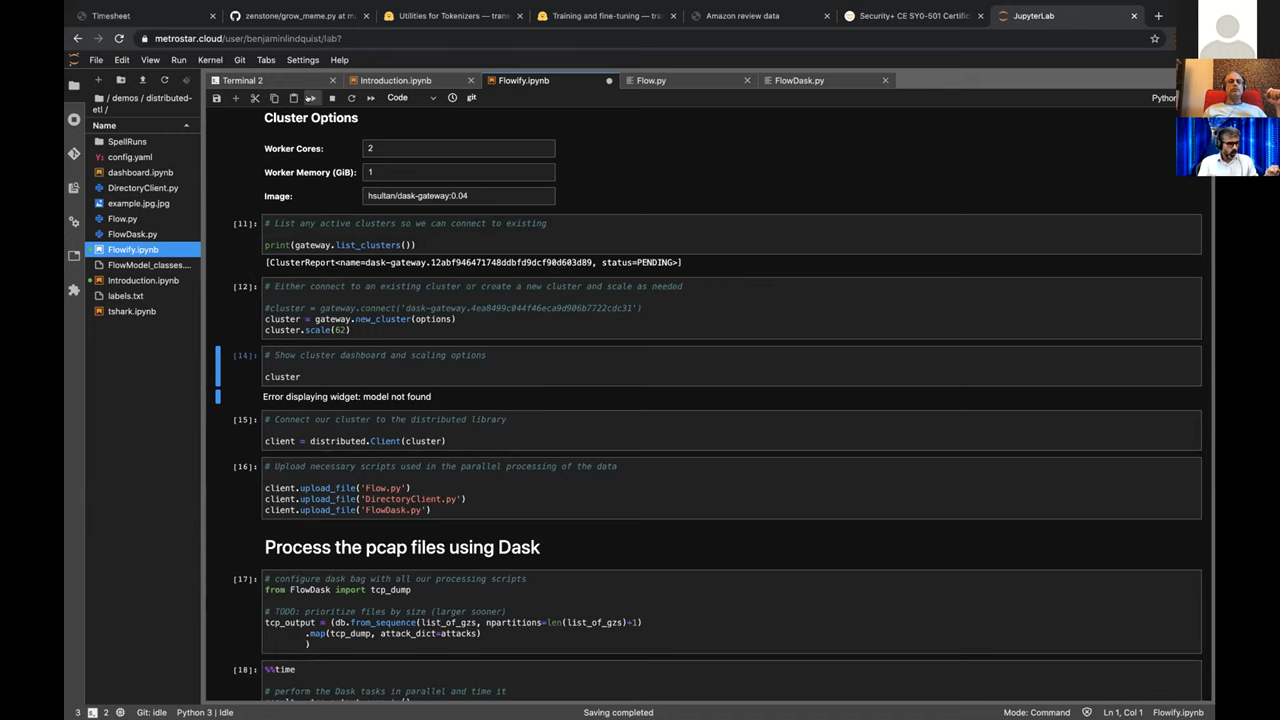 Timesheet
zenstone/grow_meme.py at m
Utilities for Tokenizers — trans
Training and fine-tuning — tra
Amazon review data
Security+ CE SY0-501 Certific
JupyterLab
metrostar.cloud/user/benjaminlindquist/lab?
File Edit View Run Kernel Git Tabs Settings Help
Terminal 2
Introduction.ipynb
Flowify.ipynb
Flow.py
FlowDask.py
Code
git
Python
/ demos / distributed-
etl /
Name
SpellRuns
config.yaml
dashboard.ipynb
DirectoryClient.py
example.jpg.jpg
Flow.py
FlowDask.py
Flowify.ipynb
FlowModel_classes....
Introduction.ipynb
labels.txt
tshark.ipynb
Cluster Options
Worker Cores: 2
Worker Memory (GiB): 1
Image: hsultan/dask-gateway:0.04
[11]: # List any active clusters so we can connect to existing
print(gateway.list_clusters())
[ClusterReport<name=dask-gateway.12abf946471748ddbfd9dcf90d603d89, status=PENDING>]
[12]: # Either connect to an existing cluster or create a new cluster and scale as needed
#cluster = gateway.connect('dask-gateway.4ea8499c044f46eca9d906b7722cdc31')
cluster = gateway.new_cluster(options)
cluster.scale(62)
[14]: # Show cluster dashboard and scaling options
cluster
Error displaying widget: model not found
[15]: # Connect our cluster to the distributed library
client = distributed.Client(cluster)
[16]: # Upload necessary scripts used in the parallel processing of the data
client.upload_file('Flow.py')
client.upload_file('DirectoryClient.py')
client.upload_file('FlowDask.py')
Process the pcap files using Dask
[17]: # configure dask bag with all our processing scripts
from FlowDask import tcp_dump
# TODO: prioritize files by size (larger sooner)
tcp_output = (db.from_sequence(list_of_gzs, npartitions=len(list_of_gzs)+1)
.map(tcp_dump, attack_dict=attacks)
)
[18]: %%time
# perform the Dask tasks in parallel and time it
3 2 Git: idle Python 3 | Idle Saving completed Mode: Command Ln 1, Col 1 Flowify.ipynb